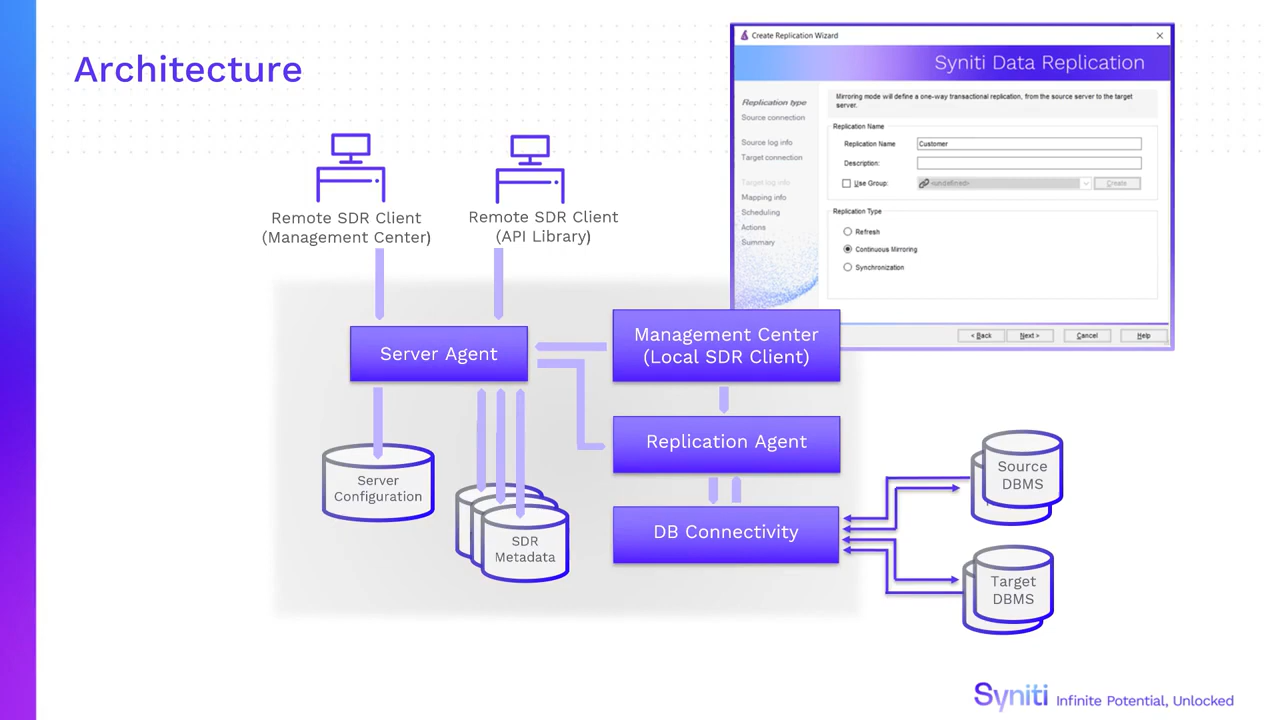 Architecture
Create Replication Wizard
Syniti Data Replication
Replication type
Source connection
Source log info
Target connection
Target log info
Mapping info
Scheduling
Actions
Summary
Mirroring mode will define a one-way transactional replication, from the source server to the target
server.
Replication Name
Replication Name
Customer
Description:
Use Group:
<undefined>
Create
Replication Type
Refresh
Continuous Mirroring
Synchronization
< Back
Next >
Cancel
Help
Remote SDR Client
(Management Center)
Remote SDR Client
(API Library)
Server Agent
Management Center
(Local SDR Client)
Replication Agent
DB Connectivity
Server
Configuration
SDR
Metadata
Source
DBMS
Target
DBMS
Syniti Infinite Potential, Unlocked